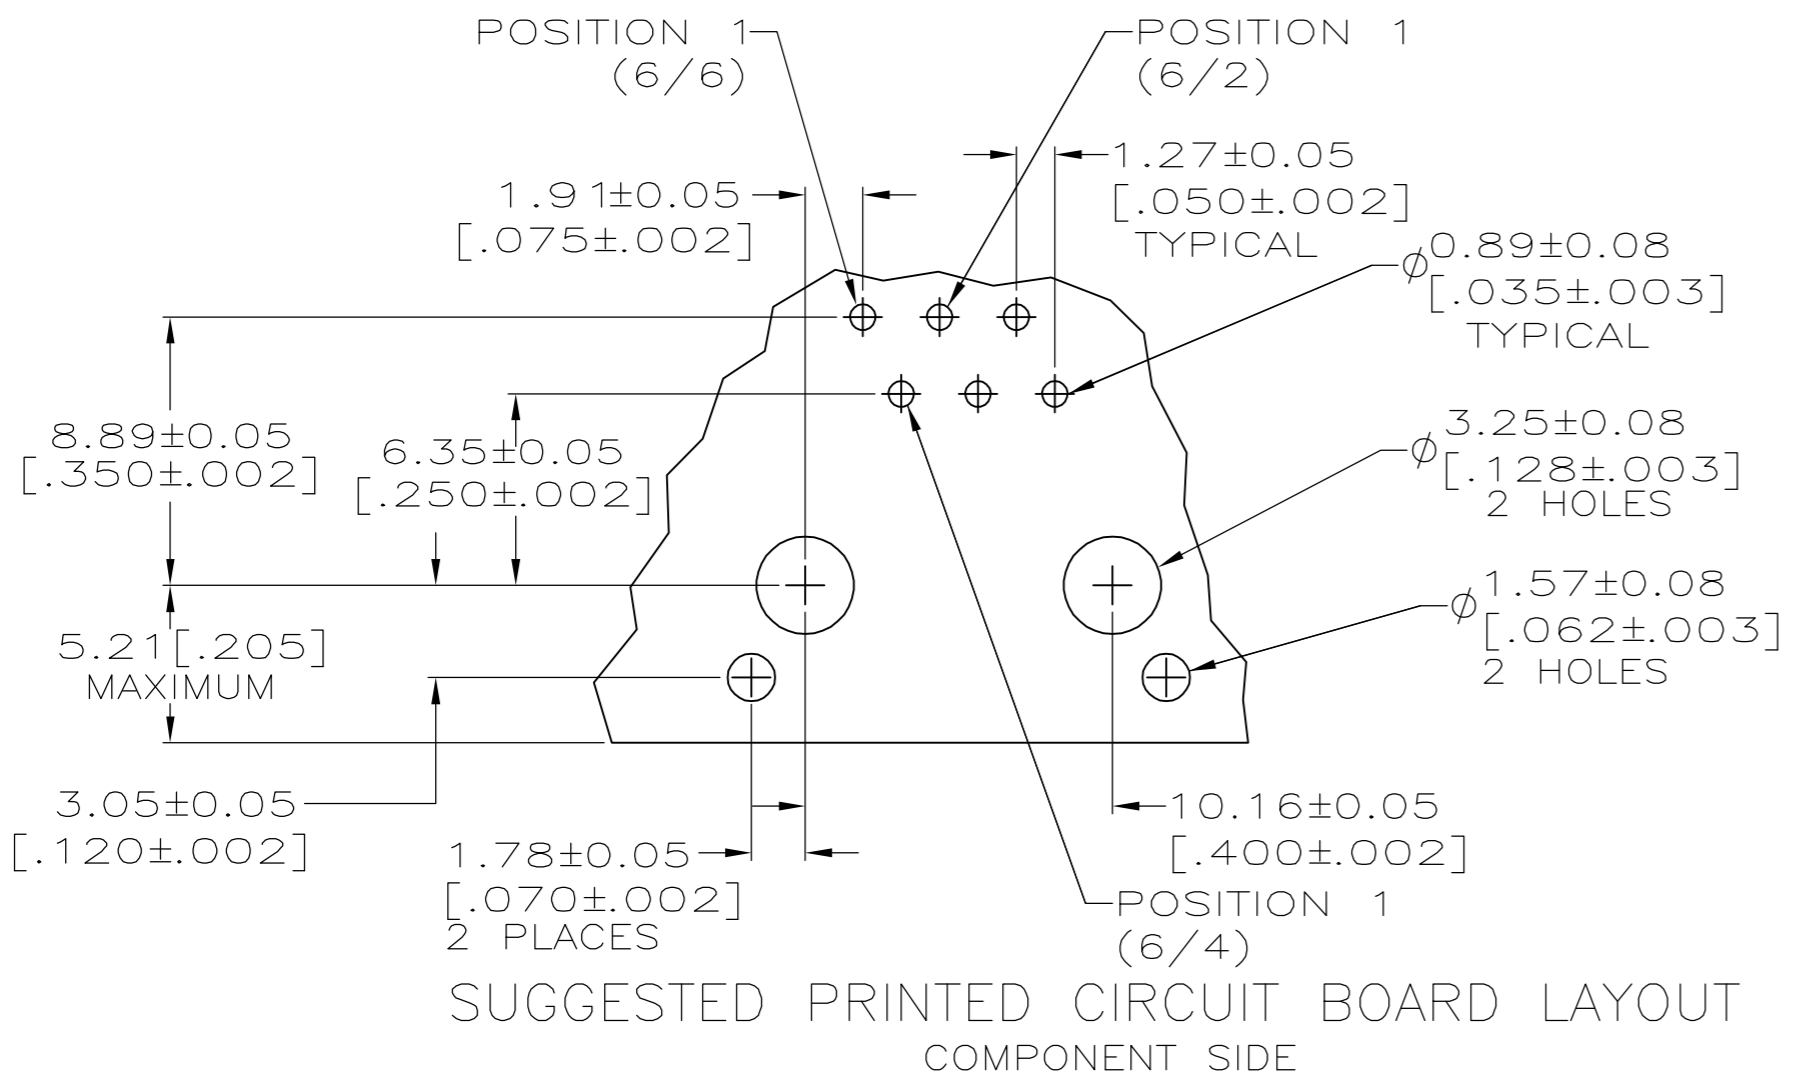 POSITION 1
(6/6)
POSITION 1
(6/2)
1.91±0.05
[.075±.002]
1.27±0.05
[.050±.002]
TYPICAL
⌀0.89±0.08
[.035±.003]
TYPICAL
8.89±0.05
[.350±.002]
6.35±0.05
[.250±.002]
⌀3.25±0.08
[.128±.003]
2 HOLES
⌀1.57±0.08
[.062±.003]
2 HOLES
5.21[.205]
MAXIMUM
3.05±0.05
[.120±.002]
1.78±0.05
[.070±.002]
2 PLACES
10.16±0.05
[.400±.002]
POSITION 1
(6/4)
SUGGESTED PRINTED CIRCUIT BOARD LAYOUT
COMPONENT SIDE